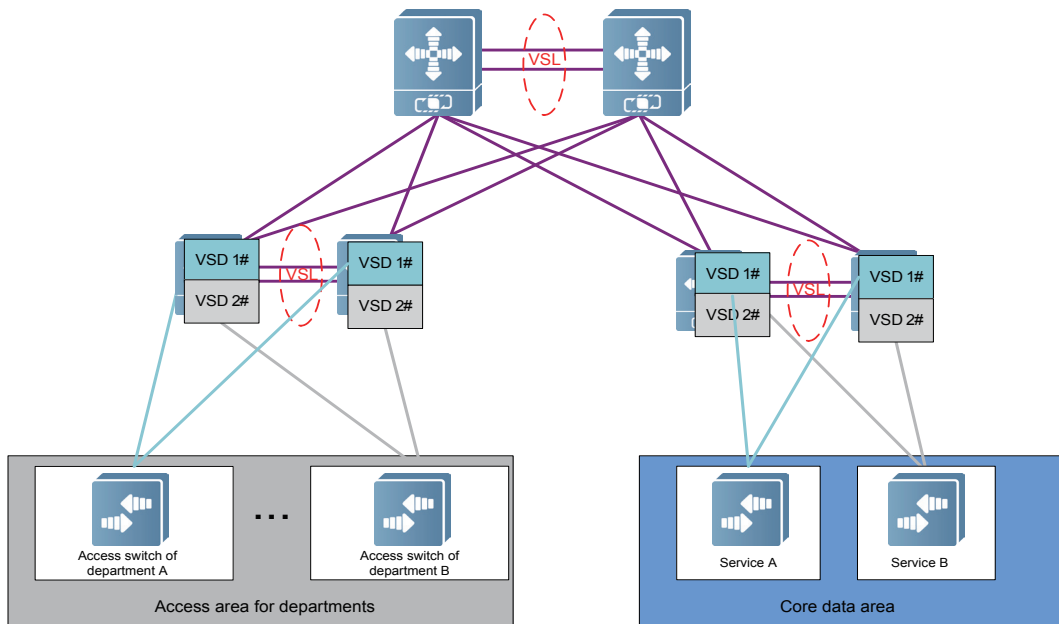 VSL
VSD 1#
VSD 2#
VSL
VSD 1#
VSD 2#
VSD 1#
VSD 2#
VSL
VSD 1#
VSD 2#
Access switch of
department A
...
Access switch of
department B
Access area for departments
Service A
Service B
Core data area